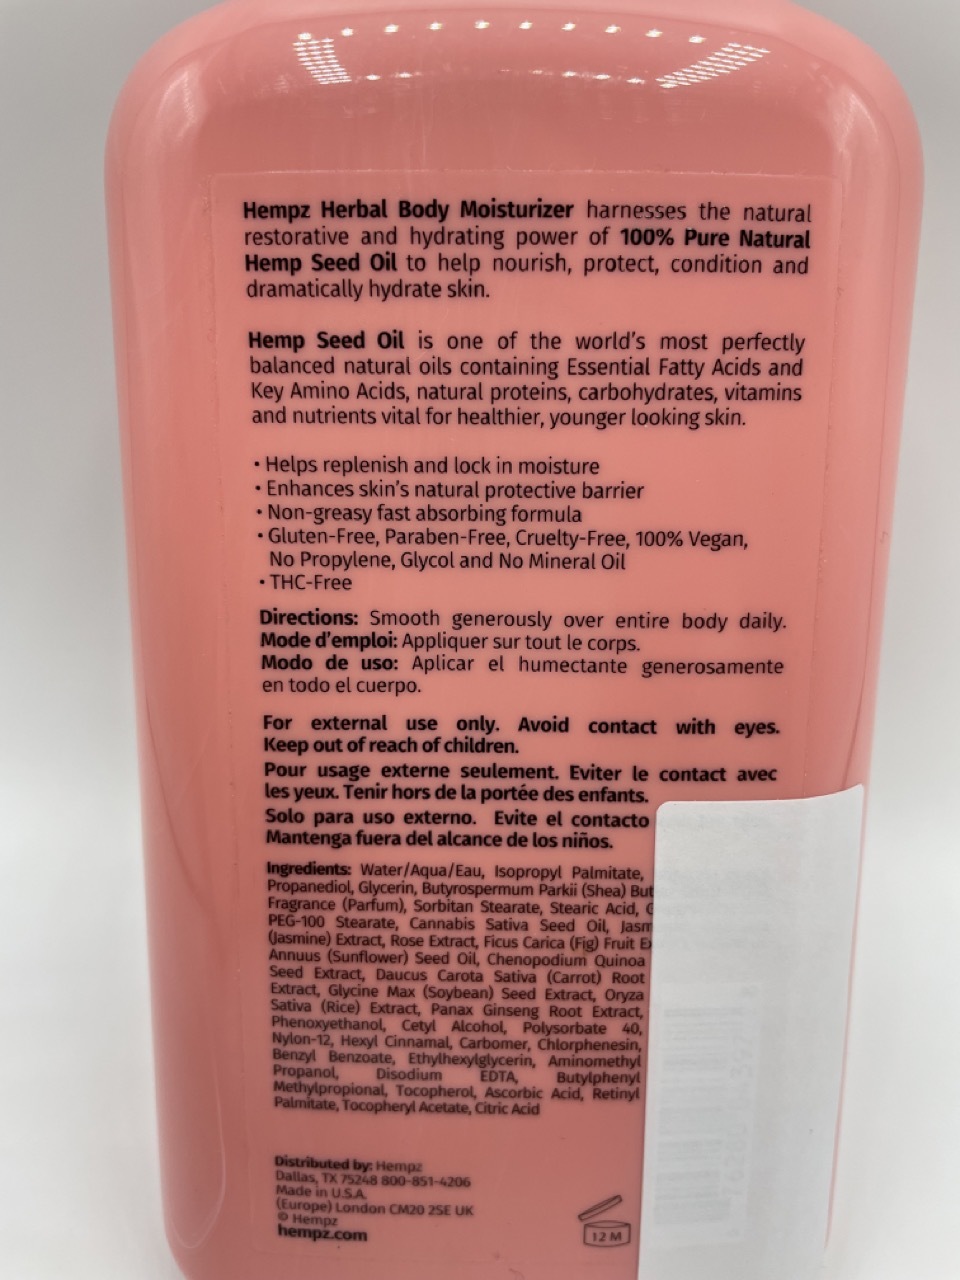 Hempz Herbal Body Moisturizer harnesses the natural
restorative and hydrating power of 100% Pure Natural
Hemp Seed Oil to help nourish, protect, condition and
dramatically hydrate skin.
Hemp Seed Oil is one of the world's most perfectly
balanced natural oils containing Essential Fatty Acids and
Key Amino Acids, natural proteins, carbohydrates, vitamins
and nutrients vital for healthier, younger looking skin.
• Helps replenish and lock in moisture
• Enhances skin's natural protective barrier
• Non-greasy fast absorbing formula
• Gluten-Free, Paraben-Free, Cruelty-Free, 100% Vegan,
No Propylene, Glycol and No Mineral Oil
• THC-Free
Directions: Smooth generously over entire body daily.
Mode d'emploi: Appliquer sur tout le corps.
Modo de uso: Aplicar el humectante generosamente
en todo el cuerpo.
For external use only. Avoid contact with eyes.
Keep out of reach of children.
Pour usage externe seulement. Eviter le contact avec
les yeux. Tenir hors de la portée des enfants.
Solo para uso externo. Evite el contacto
Mantenga fuera del alcance de los niños.
Ingredients: Water/Aqua/Eau, Isopropyl Palmitate,
Propanediol, Glycerin, Butyrospermum Parkii (Shea)
Fragrance (Parfum), Sorbitan Stearate, Stearic Acid,
PEG-100 Stearate, Cannabis Sativa Seed Oil,
(Jasmine) Extract, Rose Extract, Ficus Carica (Fig) Fruit
Annuus (Sunflower) Seed Oil, Chenopodium Quinoa
Seed Extract, Daucus Carota Sativa (Carrot) Root
Extract, Glycine Max (Soybean) Seed Extract, Oryza
Sativa (Rice) Extract, Panax Ginseng Root Extract,
Phenoxyethanol, Cetyl Alcohol, Polysorbate 40,
Nylon-12, Hexyl Cinnamal, Carbomer, Chlorphenesin,
Benzyl Benzoate, Ethylhexylglycerin, Aminomethyl
Propanol, Disodium EDTA, Butylphenyl
Methylpropional, Tocopherol, Ascorbic Acid, Retinyl
Palmitate, Tocopheryl Acetate, Citric Acid
Distributed by: Hempz
Dallas, TX 75248 800-851-4206
Made in U.S.A.
(Europe) London CM20 2SE UK
© Hempz
hempz.com
12 M